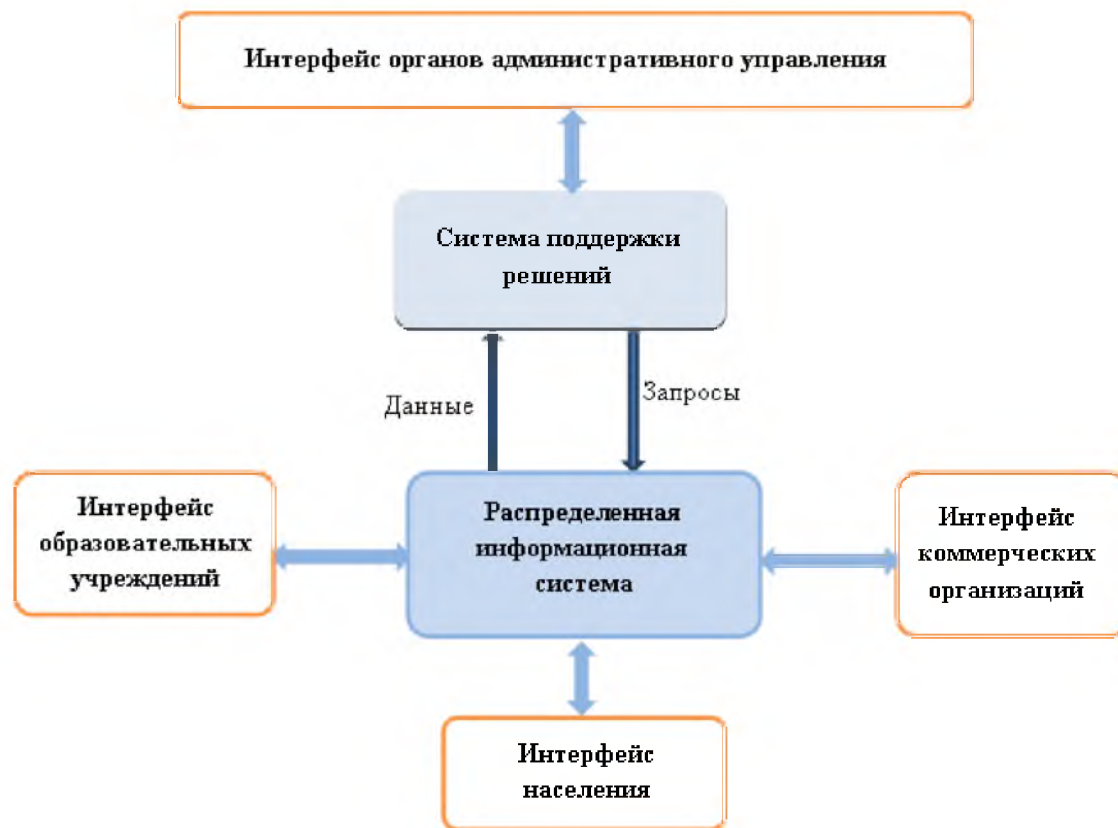 Интерфейс органов административного управления
Система поддержки
решений
Данные
Запросы
Интерфейс
образовательных
учреждений
Распределенная
информационная
система
Интерфейс
коммерческих
организаций
Интерфейс
населения